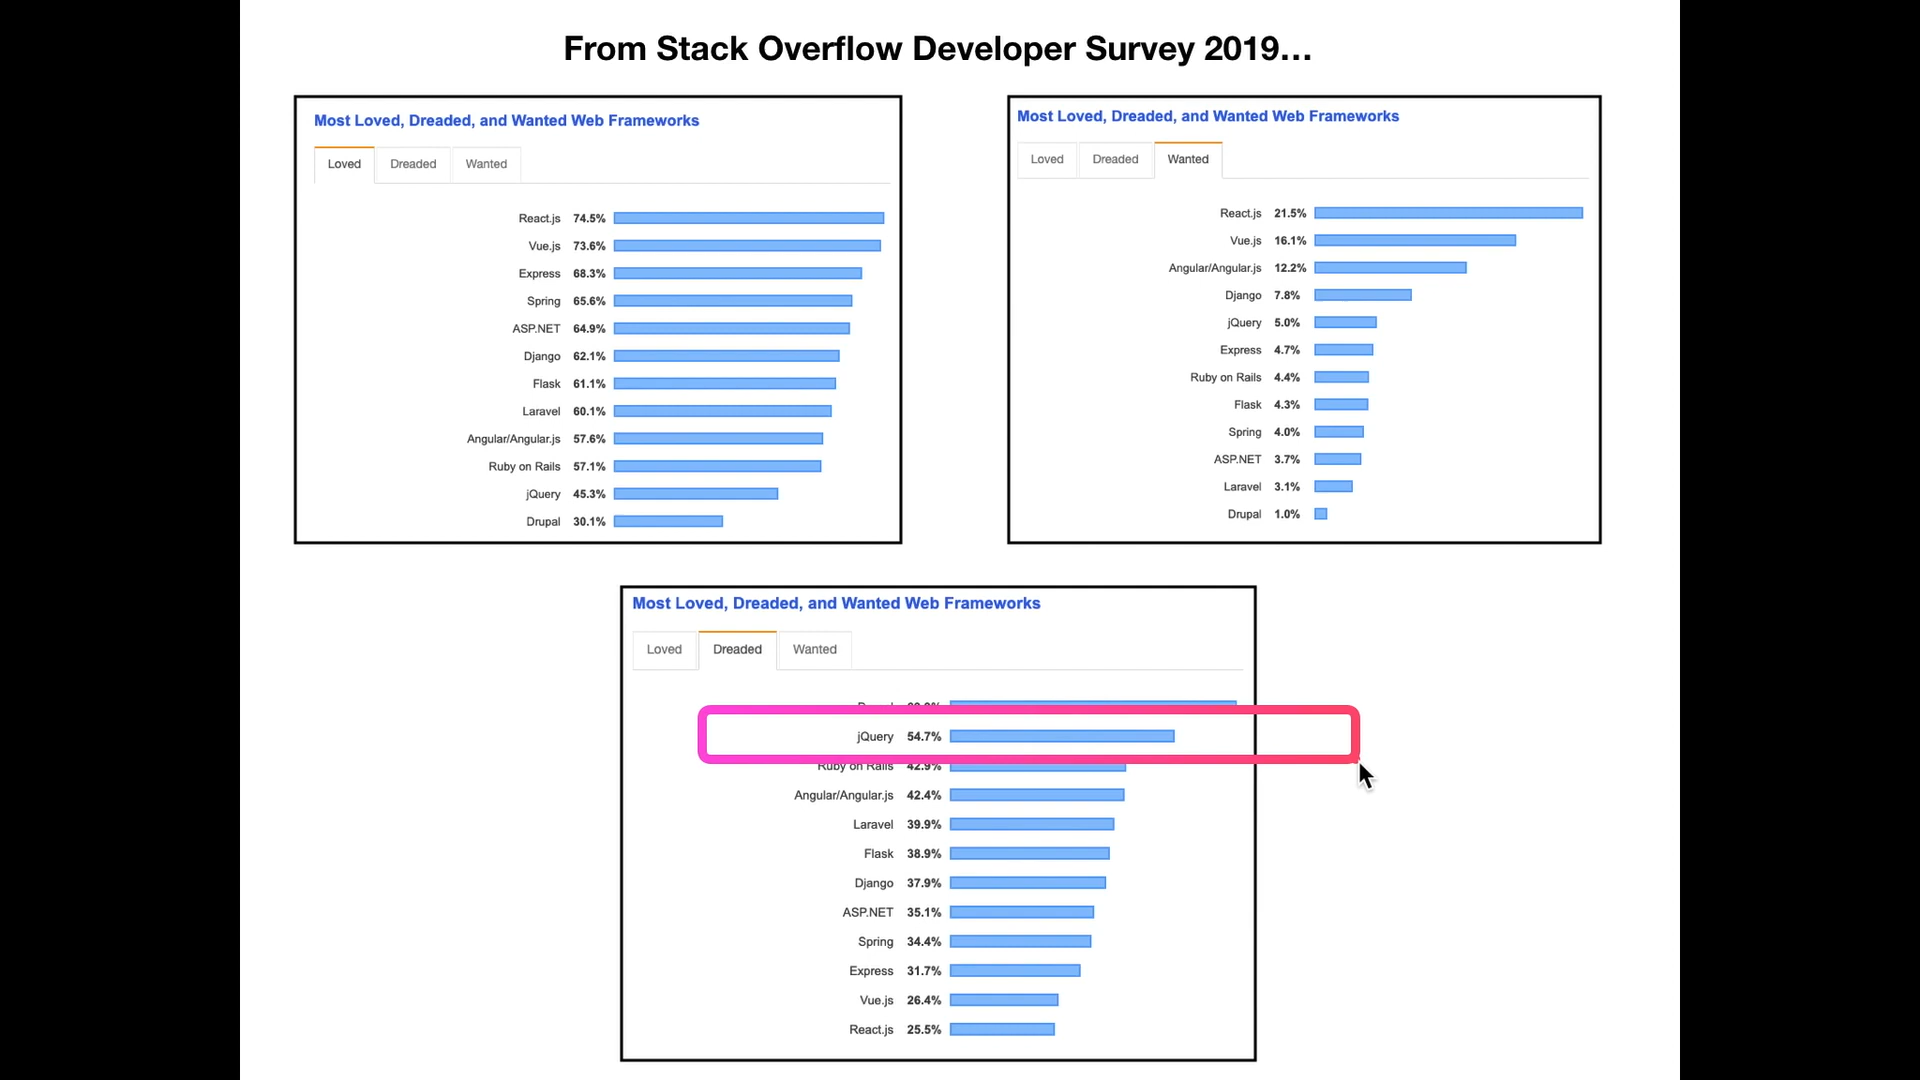 From Stack Overflow Developer Survey 2019...
Most Loved, Dreaded, and Wanted Web Frameworks
Loved Dreaded Wanted
React.js 74.5%
Vue.js 73.6%
Express 68.3%
Spring 65.6%
ASP.NET 64.9%
Django 62.1%
Flask 61.1%
Laravel 60.1%
Angular/Angular.js 57.6%
Ruby on Rails 57.1%
jQuery 45.3%
Drupal 30.1%
Most Loved, Dreaded, and Wanted Web Frameworks
Loved Dreaded Wanted
React.js 21.5%
Vue.js 16.1%
Angular/Angular.js 12.2%
Django 7.8%
jQuery 5.0%
Express 4.7%
Ruby on Rails 4.4%
Flask 4.3%
Spring 4.0%
ASP.NET 3.7%
Laravel 3.1%
Drupal 1.0%
Most Loved, Dreaded, and Wanted Web Frameworks
Loved Dreaded Wanted
jQuery 54.7%
Ruby on Rails 42.9%
Angular/Angular.js 42.4%
Laravel 39.9%
Flask 38.9%
Django 37.9%
ASP.NET 35.1%
Spring 34.4%
Express 31.7%
Vue.js 26.4%
React.js 25.5%